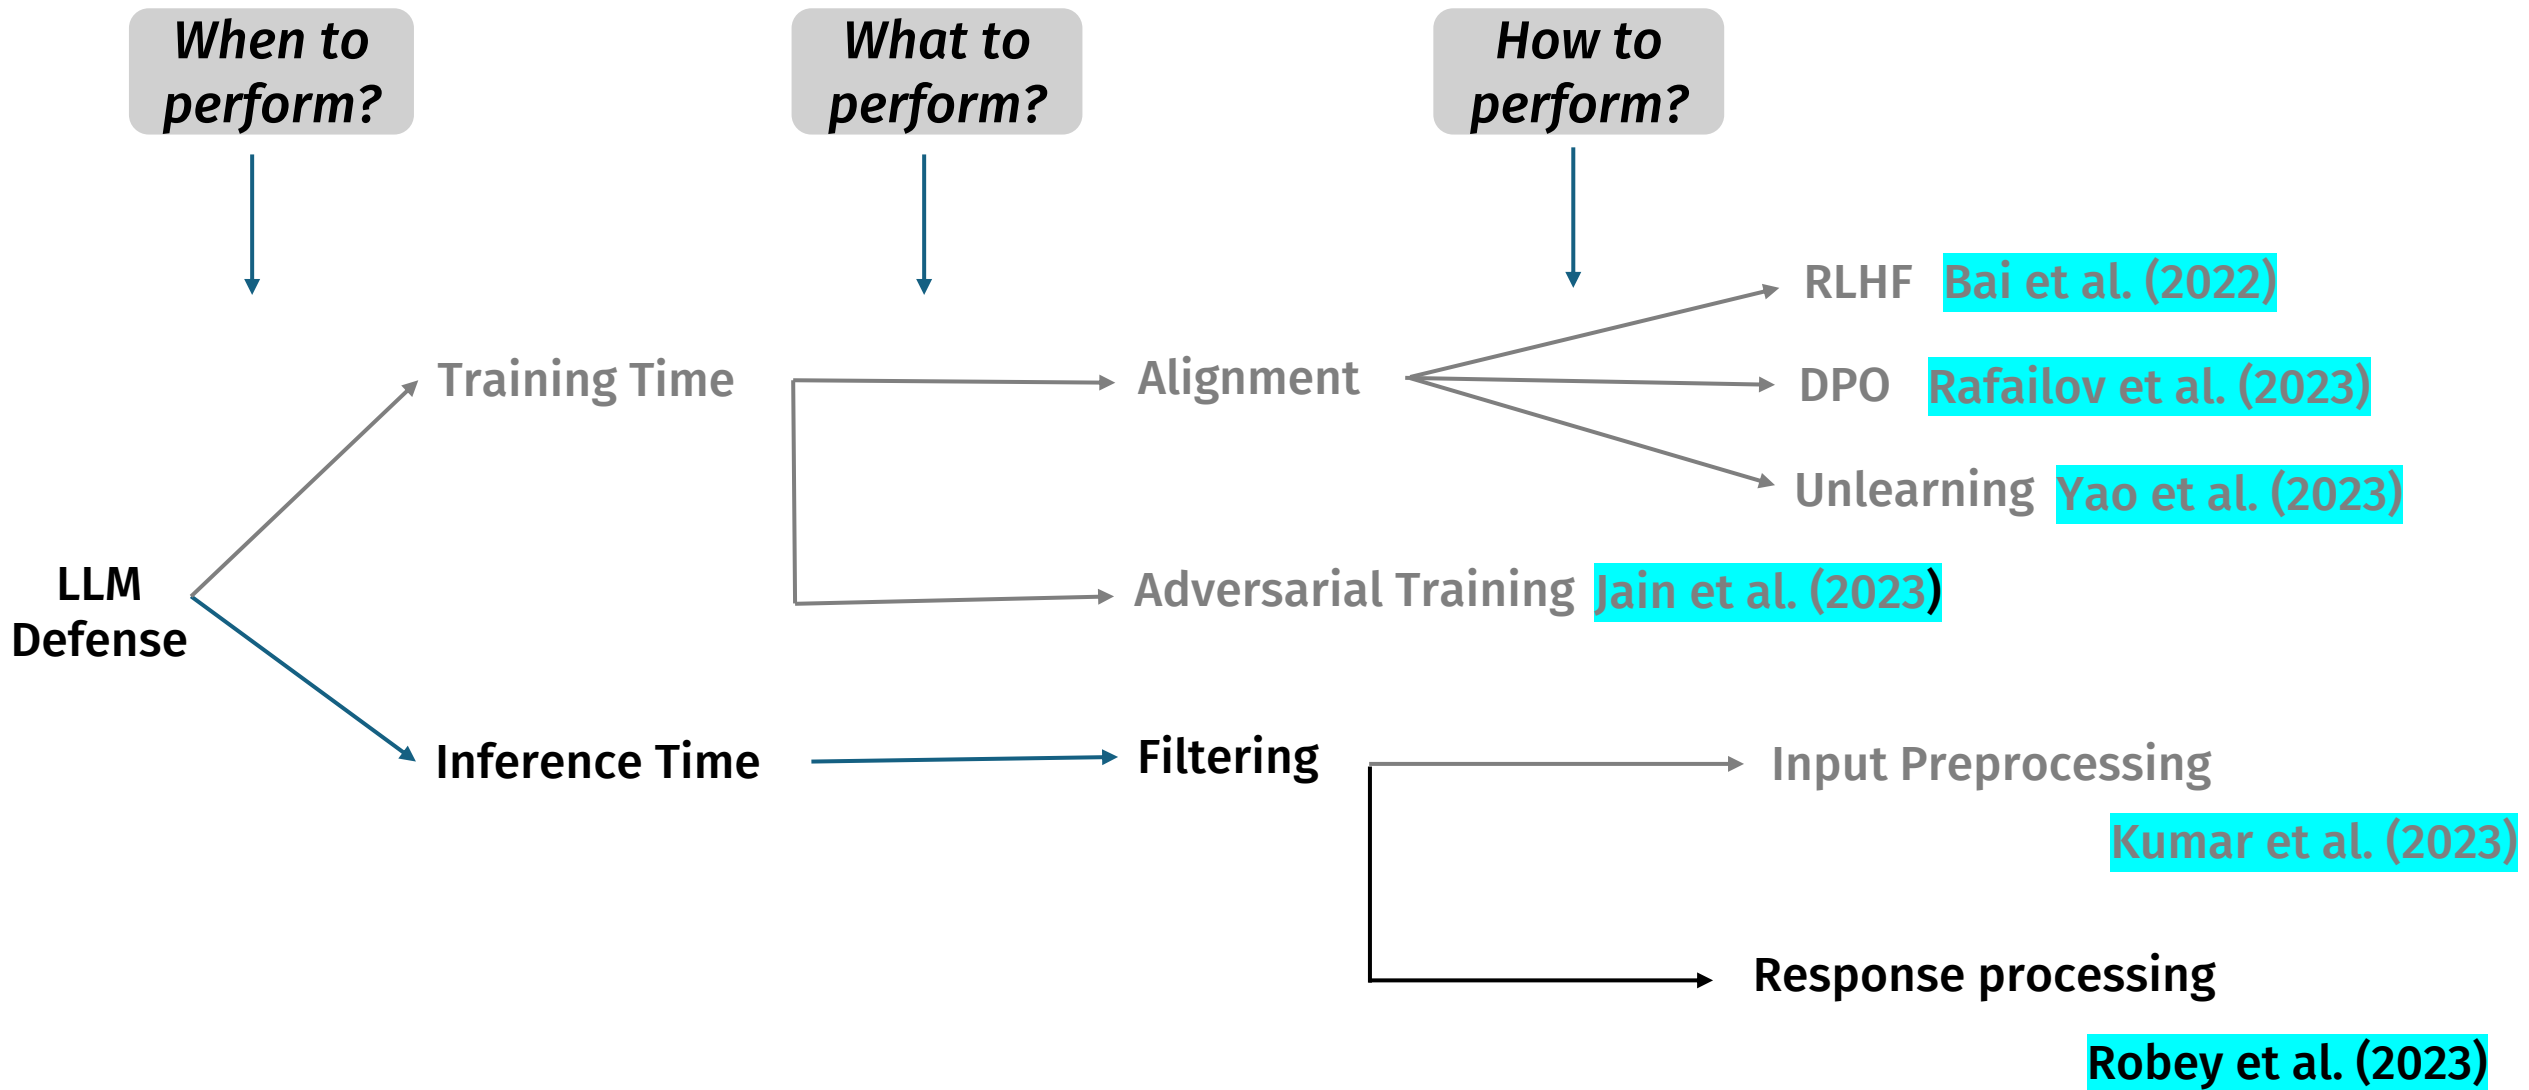 When to
perform?
What to
perform?
How to
perform?
RLHF Bai et al. (2022)
Training Time
Alignment
DPO Rafailov et al. (2023)
Unlearning Yao et al. (2023)
LLM
Defense
Adversarial Training Jain et al. (2023)
Inference Time
Filtering
Input Preprocessing
Kumar et al. (2023)
Response processing
Robey et al. (2023)